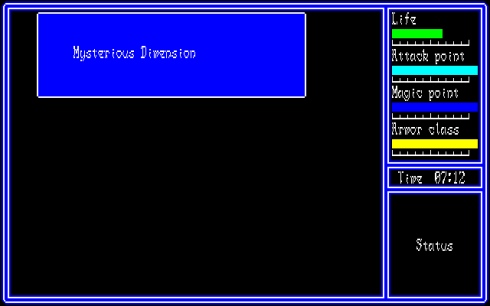 Mysterious Dimension
Life
Attack point
Magic point
Armor class
Time 07:12
Status